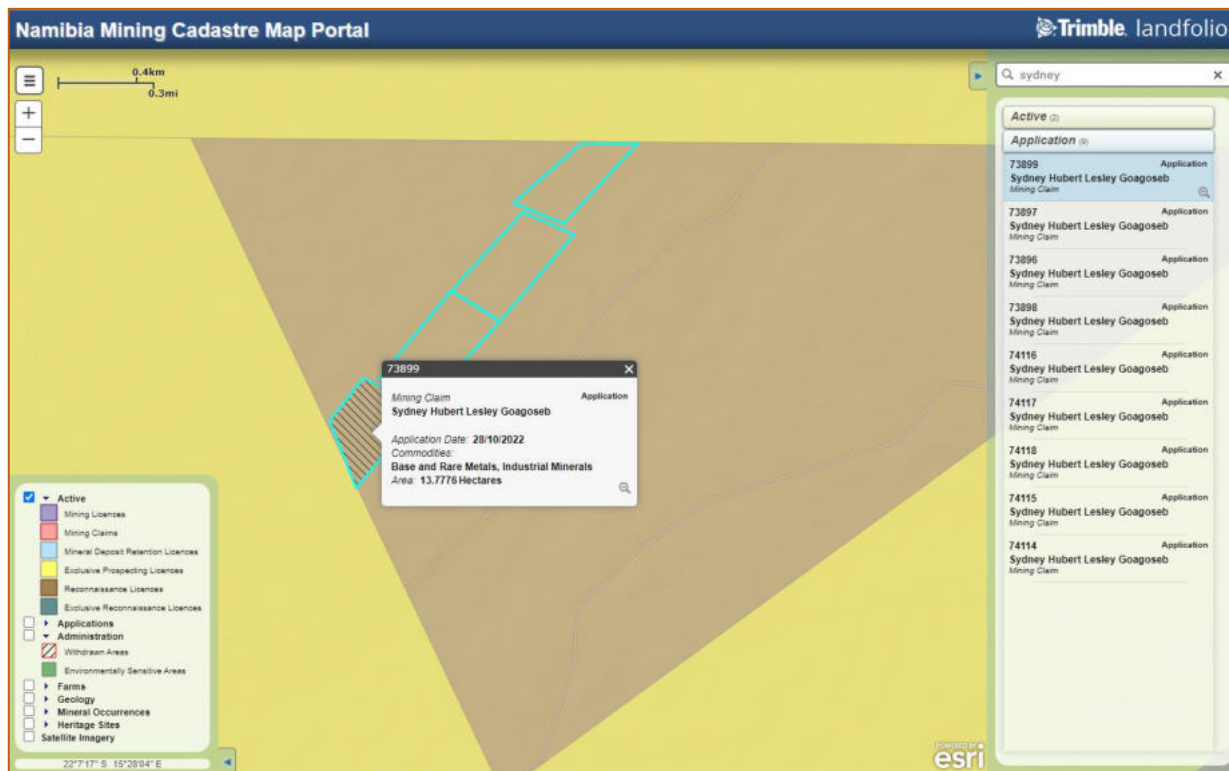 Namibia Mining Cadastre Map Portal
Trimble. landfolio
0.4km
0.3mi
+
−
sydney
Active (2)
Application (9)
73899 Application
Sydney Hubert Lesley Goagoseb
Mining Claim
73897 Application
Sydney Hubert Lesley Goagoseb
Mining Claim
73896 Application
Sydney Hubert Lesley Goagoseb
Mining Claim
73898 Application
Sydney Hubert Lesley Goagoseb
Mining Claim
74116 Application
Sydney Hubert Lesley Goagoseb
Mining Claim
74117 Application
Sydney Hubert Lesley Goagoseb
Mining Claim
74118 Application
Sydney Hubert Lesley Goagoseb
Mining Claim
74115 Application
Sydney Hubert Lesley Goagoseb
Mining Claim
74114 Application
Sydney Hubert Lesley Goagoseb
Mining Claim
73899
Mining Claim Application
Sydney Hubert Lesley Goagoseb
Application Date: 28/10/2022
Commodities:
Base and Rare Metals, Industrial Minerals
Area: 13.7776 Hectares
Active
Mining Licences
Mining Claims
Mineral Deposit Retention Licences
Exclusive Prospecting Licences
Reconnaissance Licences
Exclusive Reconnaissance Licences
Applications
Administration
Withdrawn Areas
Environmentally Sensitive Areas
Farms
Geology
Mineral Occurrences
Heritage Sites
Satellite Imagery
22°7'17" S 15°28'04" E
POWERED BY
esri